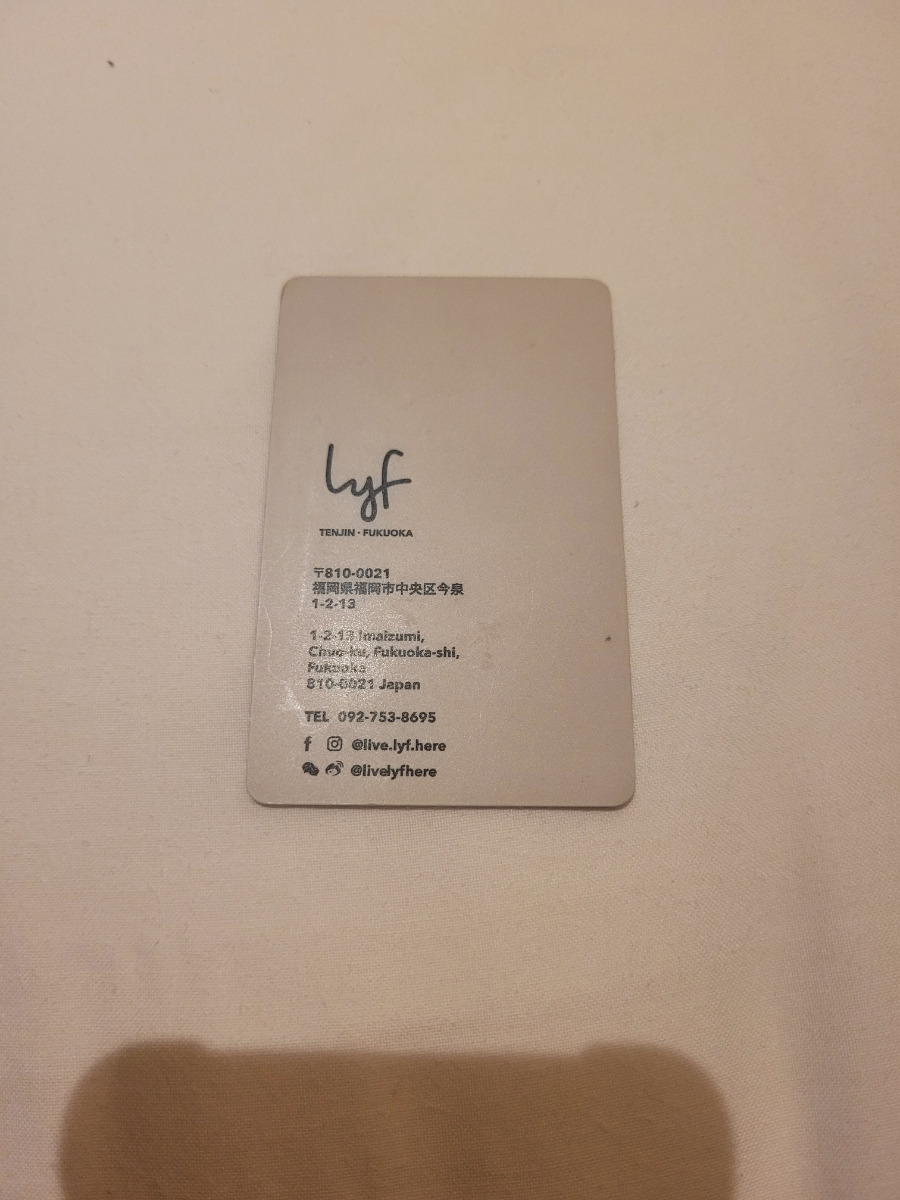 lyf
TENJIN・FUKUOKA
〒810-0021
福岡県福岡市中央区今泉
1-2-13
1-2-13 Imaizumi,
Chuo-ku, Fukuoka-shi,
Fukuoka
810-0021 Japan
TEL 092-753-8695
@live.lyf.here
@livelyfhere